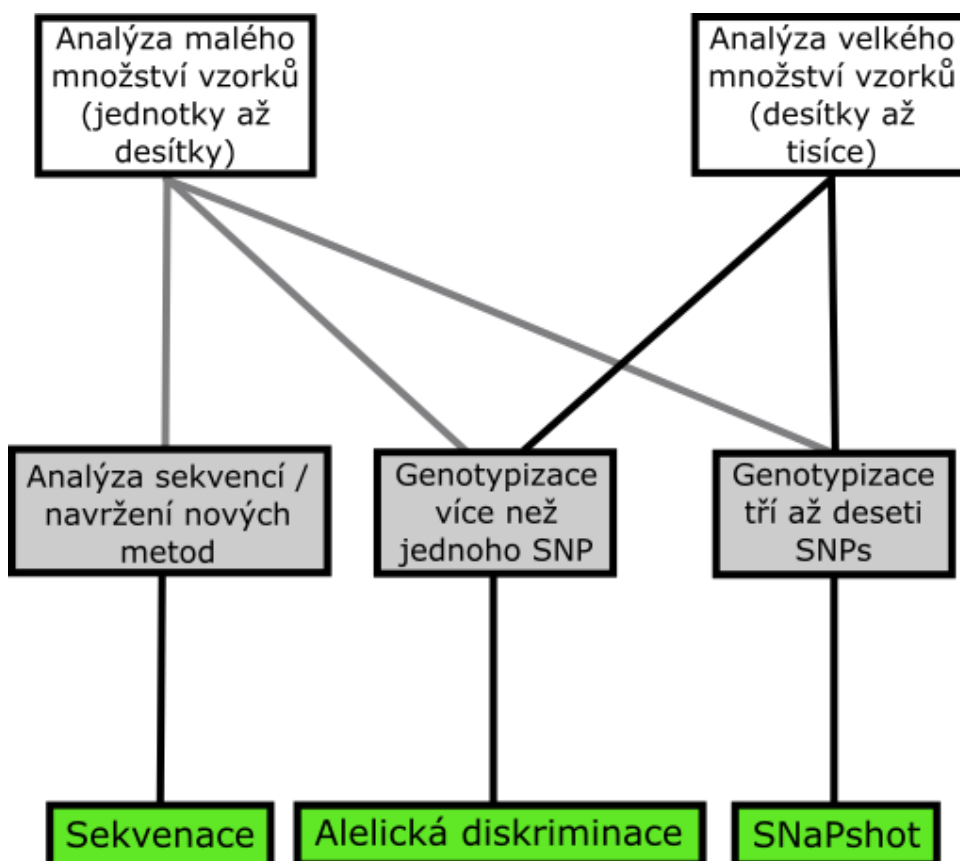 Analýza malého
množství vzorků
(jednotky až
desítky)
Analýza velkého
množství vzorků
(desítky až
tisíce)
Analýza sekvencí /
navržení nových
metod
Genotypizace
více než
jednoho SNP
Genotypizace
tří až deseti
SNPs
Sekvenace
Alelická diskriminace
SNaPshot